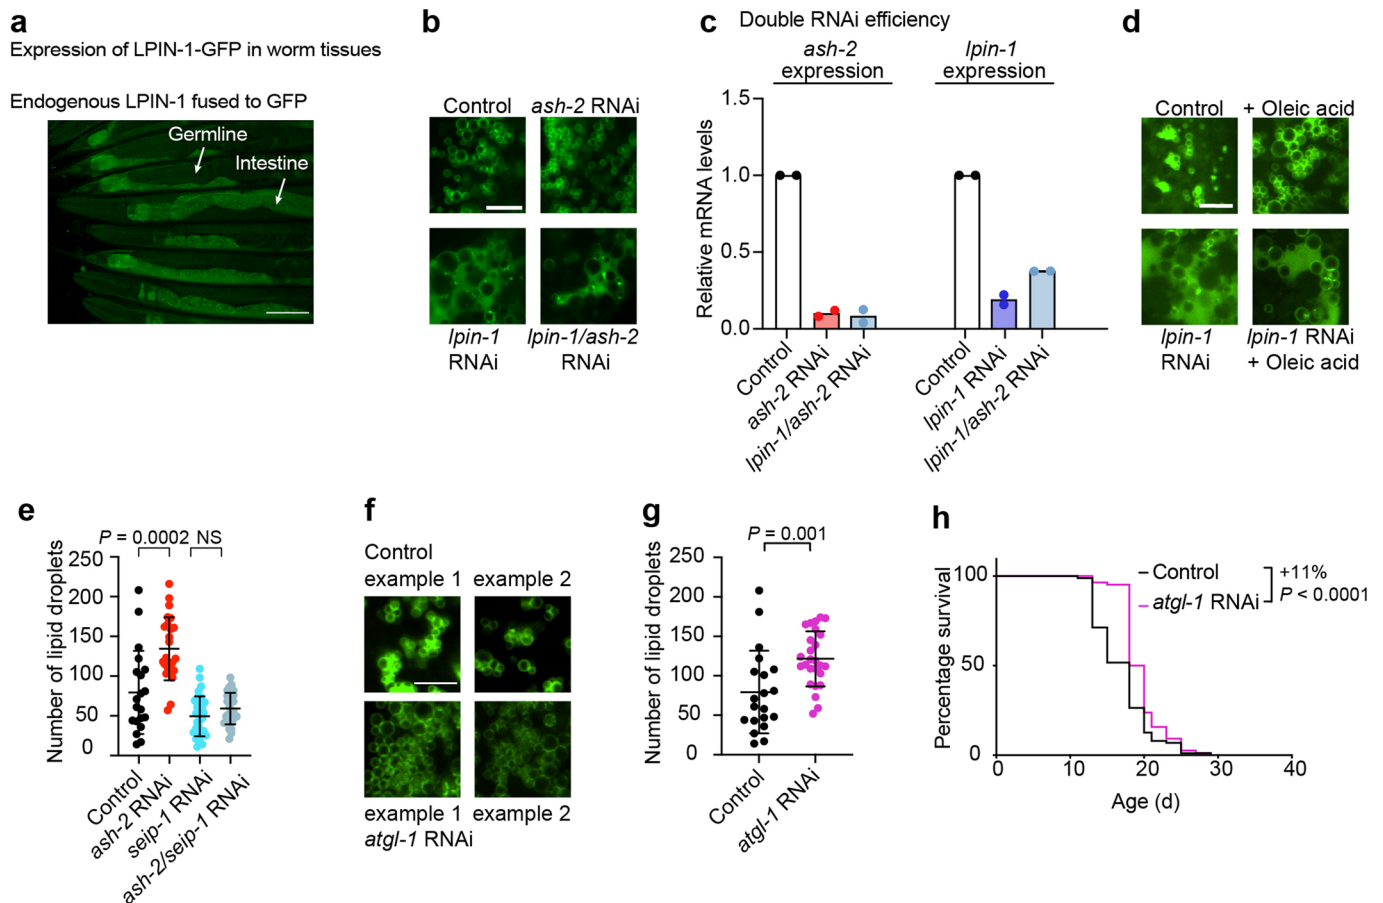 a
Expression of LPIN-1-GFP in worm tissues
Endogenous LPIN-1 fused to GFP
Germline
Intestine
b
Control
ash-2 RNAi
lpin-1
RNAi
lpin-1/ash-2
RNAi
c
Double RNAi efficiency
ash-2
expression
lpin-1
expression
Relative mRNA levels
1.5
1.0
0.5
0.0
Control
ash-2 RNAi
lpin-1/ash-2 RNAi
Control
lpin-1 RNAi
lpin-1/ash-2 RNAi
d
Control
+ Oleic acid
lpin-1
RNAi
lpin-1 RNAi
+ Oleic acid
e
P = 0.0002
NS
Number of lipid droplets
250
200
150
100
50
0
Control
ash-2 RNAi
seip-1 RNAi
ash-2/seip-1 RNAi
f
Control
example 1
example 2
example 1
example 2
atgl-1 RNAi
g
P = 0.001
Number of lipid droplets
250
200
150
100
50
0
Control
atgl-1 RNAi
h
Percentage survival
100
50
0
Control
atgl-1 RNAi
+11%
P < 0.0001
0
10
20
30
40
Age (d)